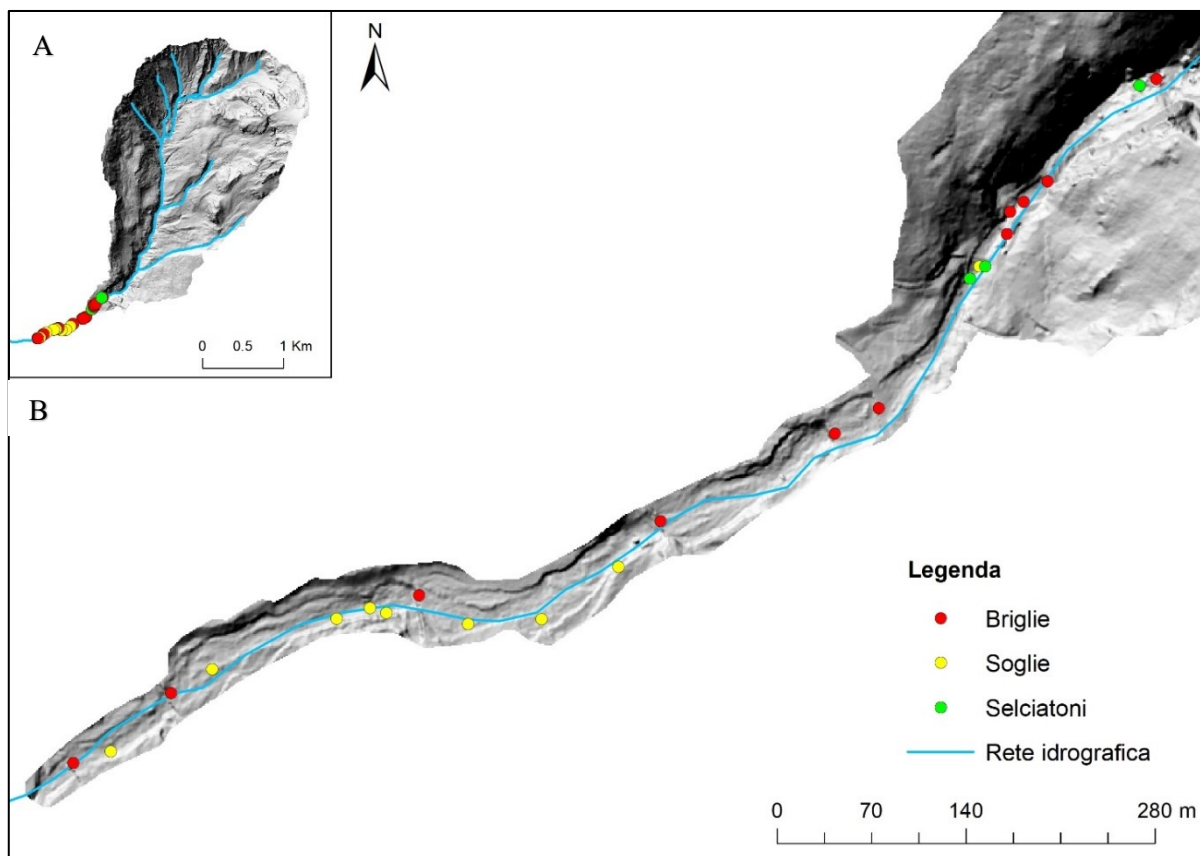 A
N
0 0.5 1 Km
B
Legenda
Briglie
Soglie
Selciatoni
Rete idrografica
0 70 140 280 m